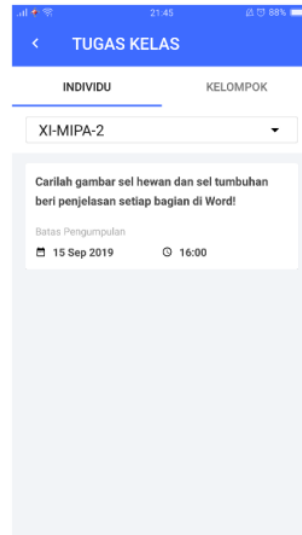 21.45
88%
TUGAS KELAS
INDIVIDU
KELOMPOK
XI-MIPA-2
Carilah gambar sel hewan dan sel tumbuhan
beri penjelasan setiap bagian di Word!
Batas Pengumpulan
15 Sep 2019
16:00